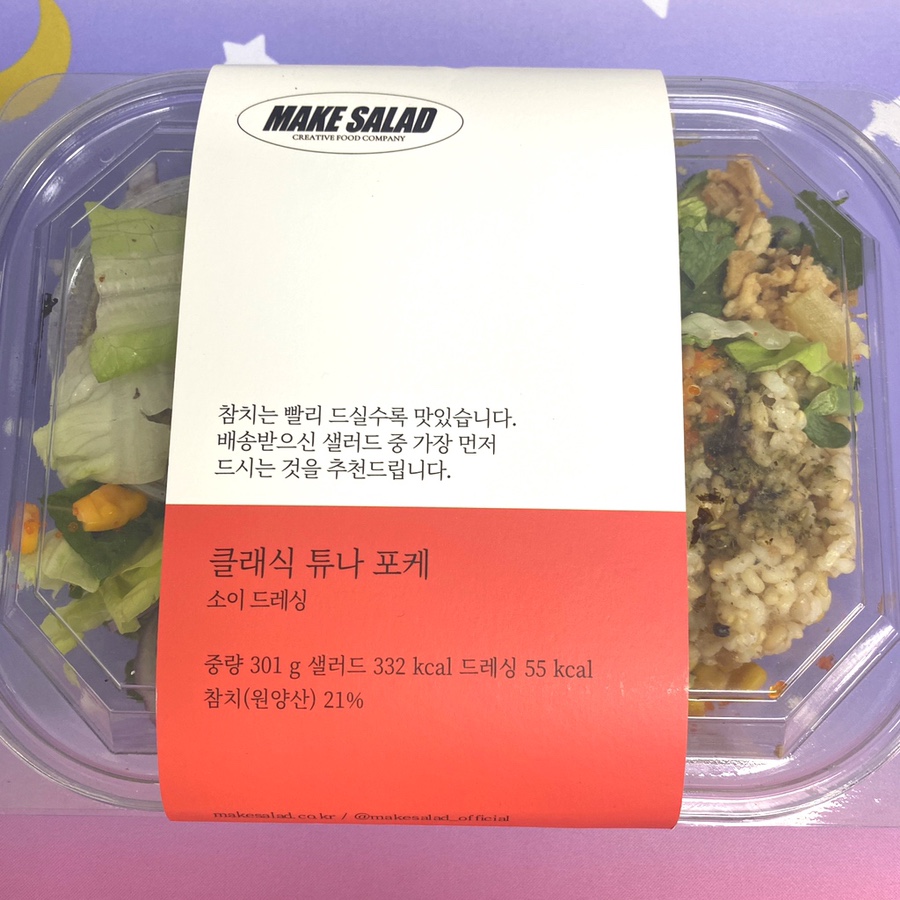 MAKE SALAD
CREATIVE FOOD COMPANY
참치는 빨리 드실수록 맛있습니다.
배송받으신 샐러드 중 가장 먼저
드시는 것을 추천드립니다.
클래식 튜나 포케
소이 드레싱
중량 301 g 샐러드 332 kcal 드레싱 55 kcal
참치(원양산) 21%
makesalad.co.kr / @makesalad_official